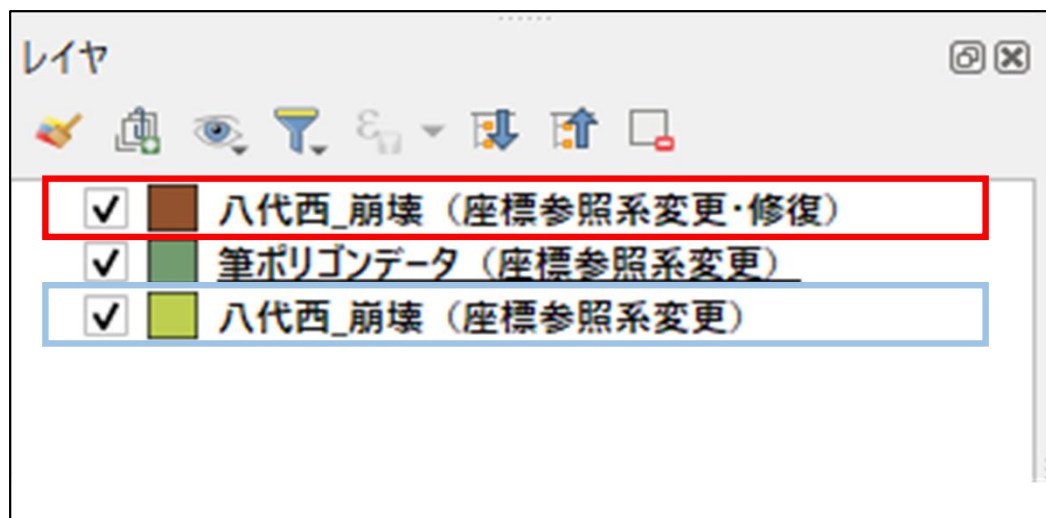 レイヤ
八代西_崩壊（座標参照系変更･修復）
筆ポリゴンデータ（座標参照系変更）
八代西_崩壊（座標参照系変更）